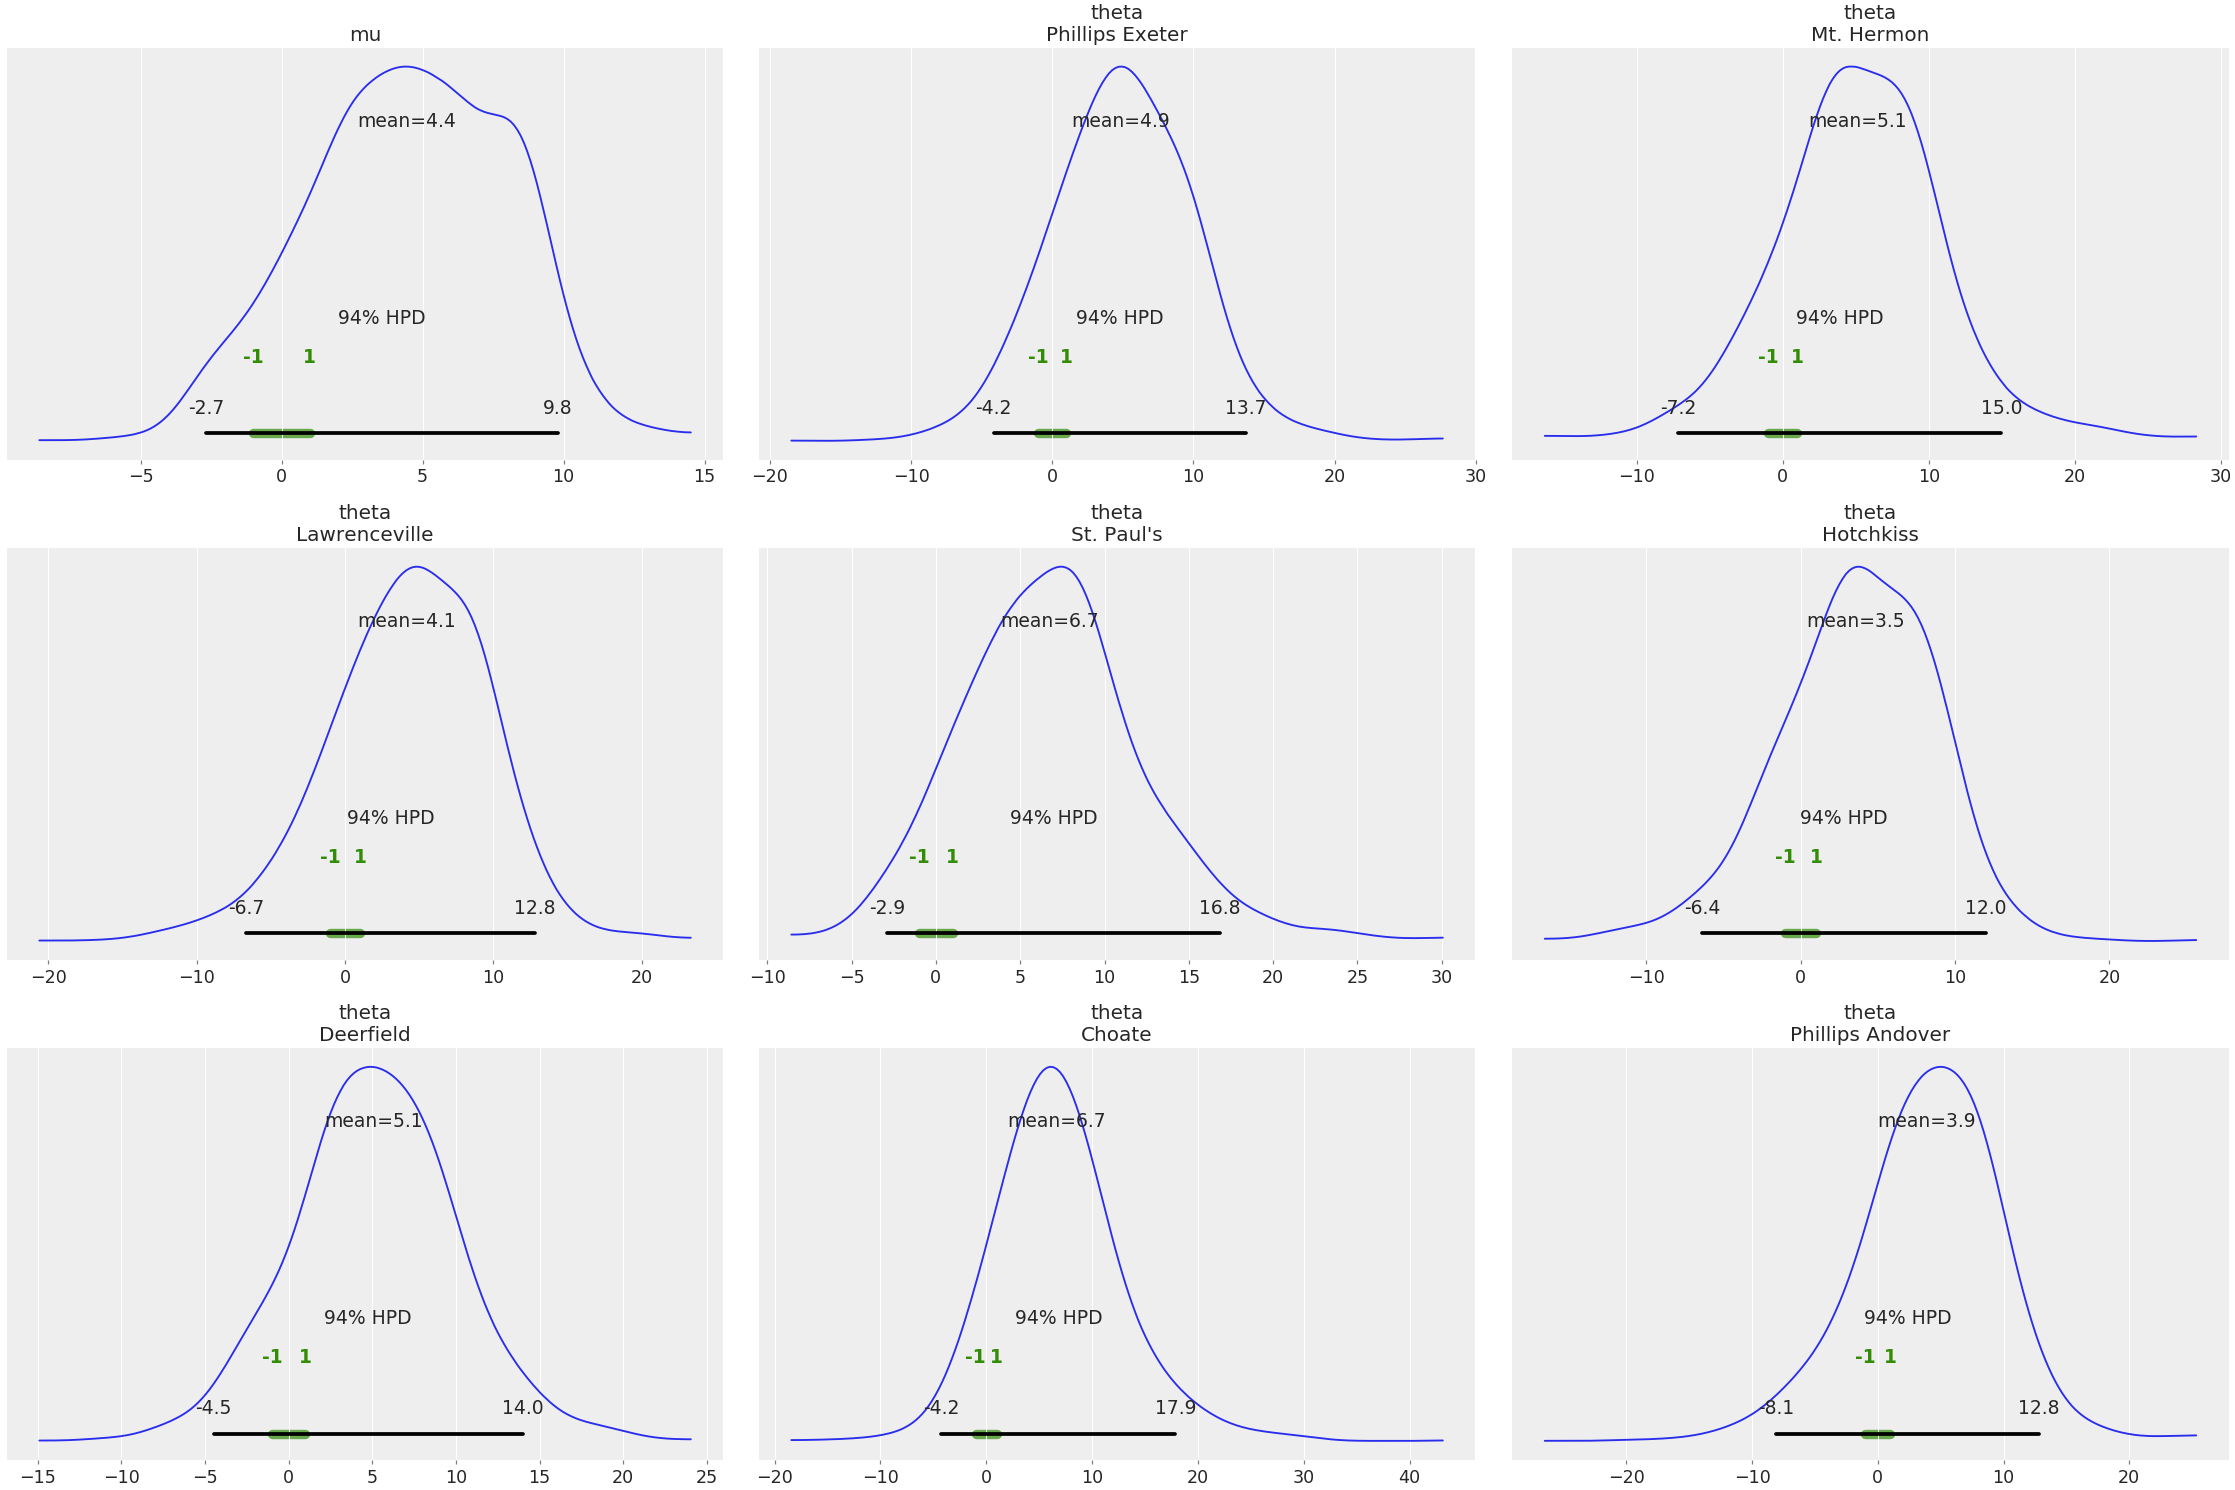 mu
mean=4.4
94% HPD
-1 1
-2.7 9.8
−5 0 5 10 15
theta
Phillips Exeter
mean=4.9
94% HPD
-1 1
-4.2 13.7
−20 −10 0 10 20 30
theta
Mt. Hermon
mean=5.1
94% HPD
-1 1
-7.2 15.0
−10 0 10 20 30
theta
Lawrenceville
mean=4.1
94% HPD
-1 1
-6.7 12.8
−20 −10 0 10 20
theta
St. Paul's
mean=6.7
94% HPD
-1 1
-2.9 16.8
−10 −5 0 5 10 15 20 25 30
theta
Hotchkiss
mean=3.5
94% HPD
-1 1
-6.4 12.0
−10 0 10 20
theta
Deerfield
mean=5.1
94% HPD
-1 1
-4.5 14.0
−15 −10 −5 0 5 10 15 20 25
theta
Choate
mean=6.7
94% HPD
-1 1
-4.2 17.9
−20 −10 0 10 20 30 40
theta
Phillips Andover
mean=3.9
94% HPD
-1 1
-8.1 12.8
−20 −10 0 10 20